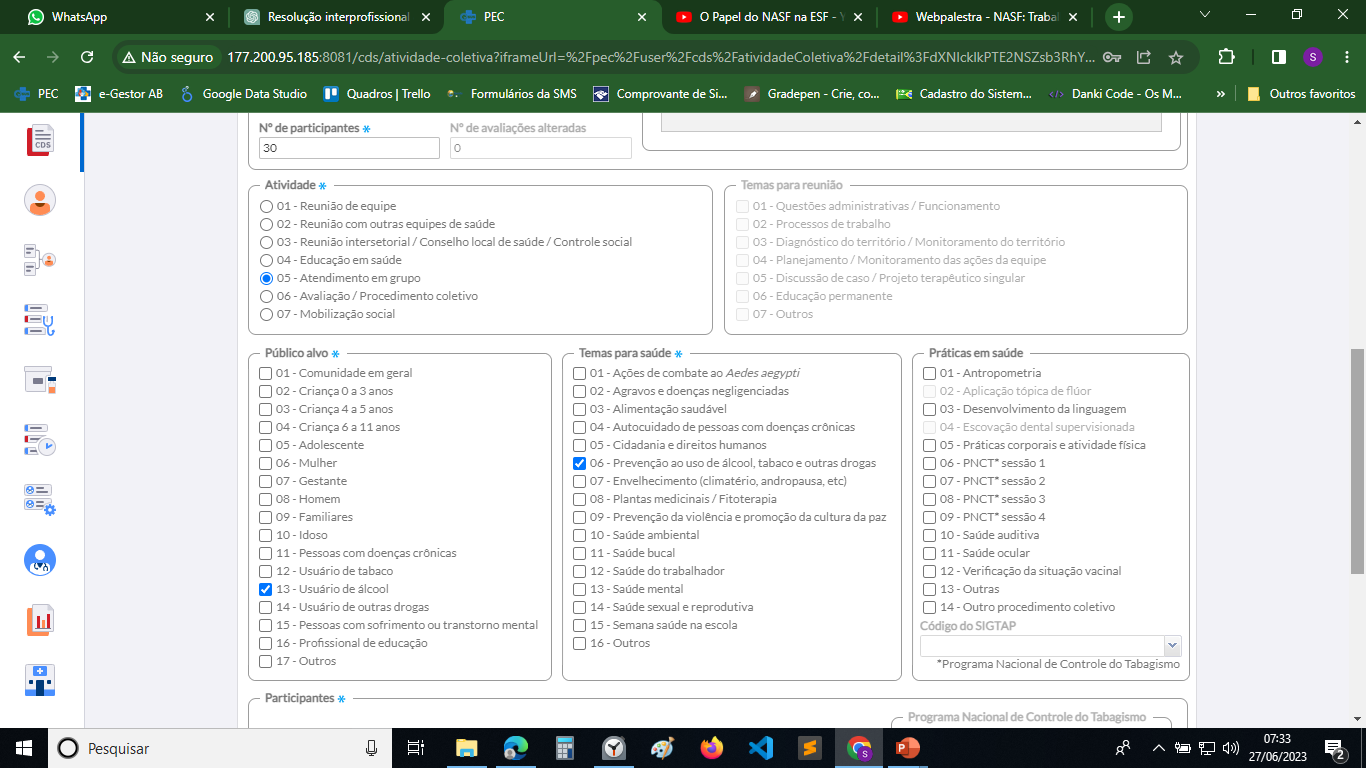 WhatsApp
Resolução interprofissional
PEC
O Papel do NASF na ESF - Y
Webpalestra - NASF: Trabal
Não seguro
177.200.95.185:8081/cds/atividade-coletiva?iframeUrl=%2Fpec%2Fuser%2Fcds%2FatividadeColetiva%2Fdetail%3FdXNlcklkPTE2NSZsb3RhY...
S
PEC
e-Gestor AB
Google Data Studio
Quadros | Trello
Formulários da SMS
Comprovante de Si...
Gradepen - Crie, co...
Cadastro do Sistem...
Danki Code - Os M...
»
Outros favoritos
CDS
Nº de participantes *
Nº de avaliações alteradas
30
0
Atividade *
01 - Reunião de equipe
02 - Reunião com outras equipes de saúde
03 - Reunião intersetorial / Conselho local de saúde / Controle social
04 - Educação em saúde
05 - Atendimento em grupo
06 - Avaliação / Procedimento coletivo
07 - Mobilização social
Temas para reunião
01 - Questões administrativas / Funcionamento
02 - Processos de trabalho
03 - Diagnóstico do território / Monitoramento do território
04 - Planejamento / Monitoramento das ações da equipe
05 - Discussão de caso / Projeto terapêutico singular
06 - Educação permanente
07 - Outros
Público alvo *
01 - Comunidade em geral
02 - Criança 0 a 3 anos
03 - Criança 4 a 5 anos
04 - Criança 6 a 11 anos
05 - Adolescente
06 - Mulher
07 - Gestante
08 - Homem
09 - Familiares
10 - Idoso
11 - Pessoas com doenças crônicas
12 - Usuário de tabaco
13 - Usuário de álcool
14 - Usuário de outras drogas
15 - Pessoas com sofrimento ou transtorno mental
16 - Profissional de educação
17 - Outros
Temas para saúde *
01 - Ações de combate ao Aedes aegypti
02 - Agravos e doenças negligenciadas
03 - Alimentação saudável
04 - Autocuidado de pessoas com doenças crônicas
05 - Cidadania e direitos humanos
06 - Prevenção ao uso de álcool, tabaco e outras drogas
07 - Envelhecimento (climatério, andropausa, etc)
08 - Plantas medicinais / Fitoterapia
09 - Prevenção da violência e promoção da cultura da paz
10 - Saúde ambiental
11 - Saúde bucal
12 - Saúde do trabalhador
13 - Saúde mental
14 - Saúde sexual e reprodutiva
15 - Semana saúde na escola
16 - Outros
Práticas em saúde
01 - Antropometria
02 - Aplicação tópica de flúor
03 - Desenvolvimento da linguagem
04 - Escovação dental supervisionada
05 - Práticas corporais e atividade física
06 - PNCT* sessão 1
07 - PNCT* sessão 2
08 - PNCT* sessão 3
09 - PNCT* sessão 4
10 - Saúde auditiva
11 - Saúde ocular
12 - Verificação da situação vacinal
13 - Outras
14 - Outro procedimento coletivo
Código do SIGTAP
*Programa Nacional de Controle do Tabagismo
Participantes *
Programa Nacional de Controle do Tabagismo
Pesquisar
07:33
27/06/2023
2